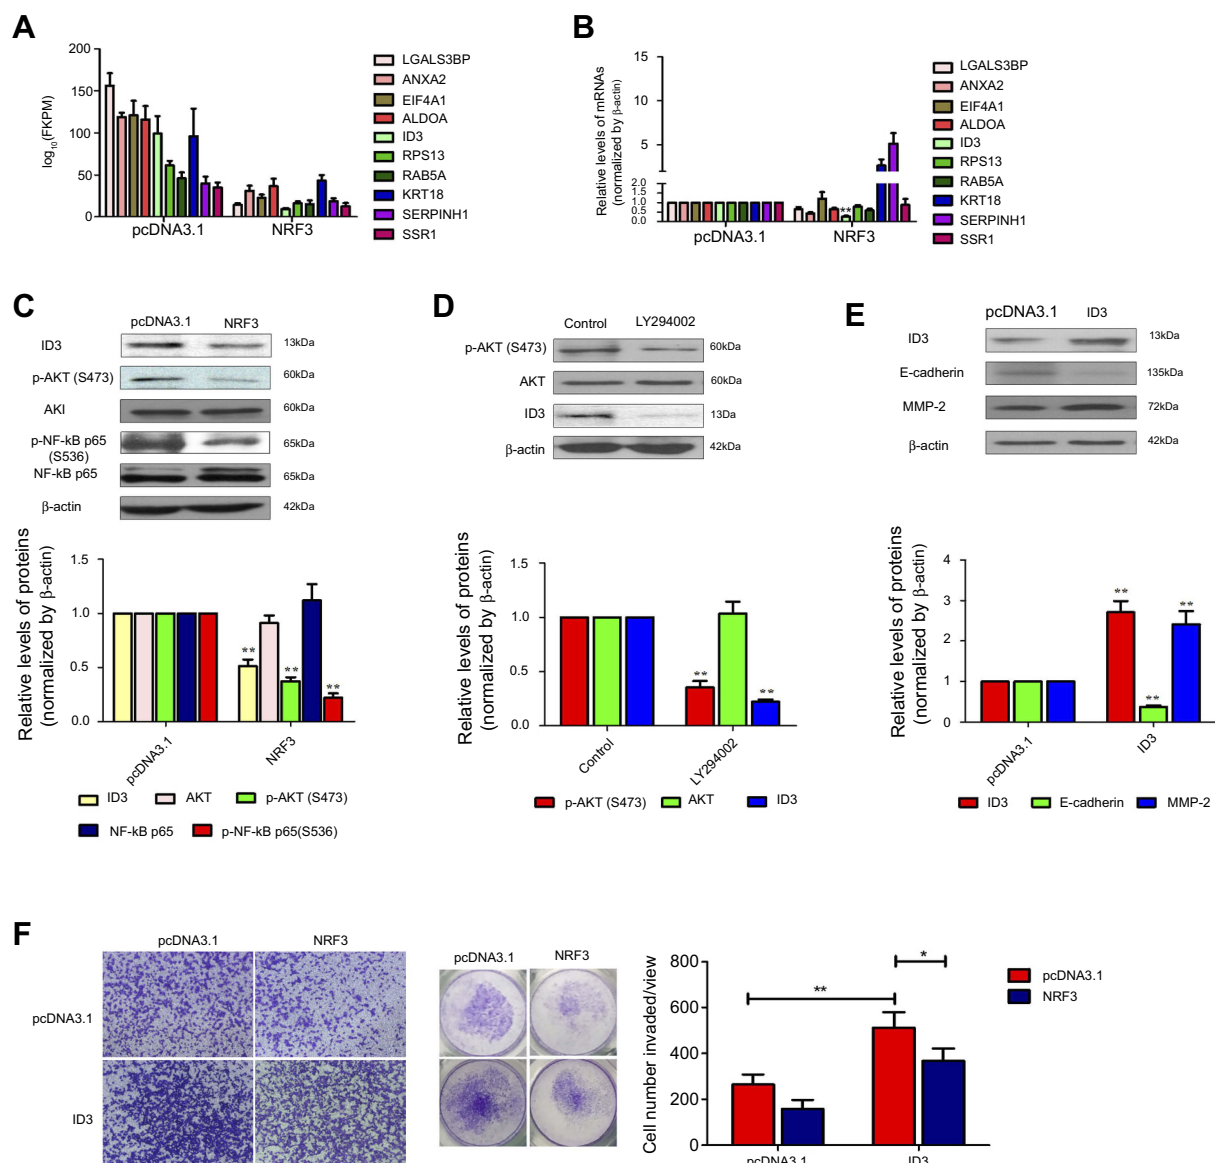 A
200
150
100
50
0
log10(FKPM)
pcDNA3.1
NRF3
LGALS3BP
ANXA2
EIF4A1
ALDOA
ID3
RPS13
RAB5A
KRT18
SERPINH1
SSR1
B
15
10
5
2.0
1.5
1.0
0.5
0.0
Relative levels of mRNAs
(normalized by β-actin)
**
pcDNA3.1
NRF3
LGALS3BP
ANXA2
EIF4A1
ALDOA
ID3
RPS13
RAB5A
KRT18
SERPINH1
SSR1
C
pcDNA3.1 NRF3
ID3 13kDa
p-AKT (S473) 60kDa
AKI 60kDa
p-NF-kB p65 65kDa
(S536)
NF-kB p65 65kDa
β-actin 42kDa
Relative levels of proteins
(normalized by β-actin)
1.5
1.0
0.5
0.0
**
**
**
pcDNA3.1
NRF3
ID3 AKT p-AKT (S473)
NF-kB p65 p-NF-kB p65(S536)
D
Control LY294002
p-AKT (S473) 60kDa
AKT 60kDa
ID3 13Da
β-actin 42kDa
Relative levels of proteins
(normalized by β-actin)
1.5
1.0
0.5
0.0
**
**
Control
LY294002
p-AKT (S473) AKT ID3
E
pcDNA3.1 ID3
ID3 13kDa
E-cadherin 135kDa
MMP-2 72kDa
β-actin 42kDa
Relative levels of proteins
(normalized by β-actin)
4
3
2
1
0
**
**
**
pcDNA3.1
ID3
ID3 E-cadherin MMP-2
F
pcDNA3.1 NRF3
pcDNA3.1
ID3
pcDNA3.1 NRF3
Cell number invaded/view
800
600
400
200
0
**
*
pcDNA3.1
ID3
pcDNA3.1
NRF3